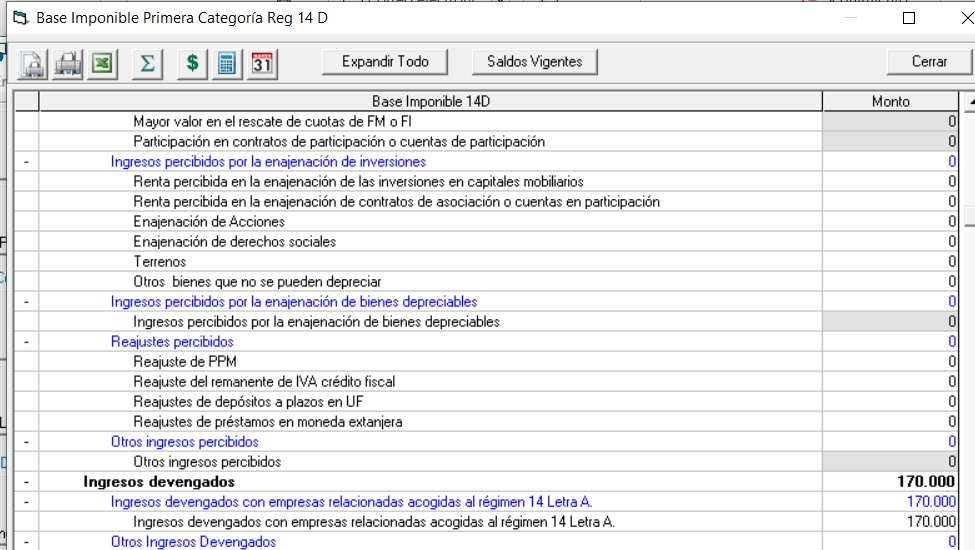 Base Imponible Primera Categoría Reg 14 D
Σ $ 31 Expandir Todo Saldos Vigentes Cerrar
Base Imponible 14D Monto
Mayor valor en el rescate de cuotas de FM o FI 0
Participación en contratos de participación o cuentas de participación 0
- Ingresos percibidos por la enajenación de inversiones 0
Renta percibida en la enajenación de las inversiones en capitales mobiliarios 0
Renta percibida en la enajenación de contratos de asociación o cuentas en participación 0
Enajenación de Acciones 0
Enajenación de derechos sociales 0
Terrenos 0
Otros bienes que no se pueden depreciar 0
- Ingresos percibidos por la enajenación de bienes depreciables 0
Ingresos percibidos por la enajenación de bienes depreciables 0
- Reajustes percibidos 0
Reajuste de PPM 0
Reajuste del remanente de IVA crédito fiscal 0
Reajustes de depósitos a plazos en UF 0
Reajustes de préstamos en moneda extanjera 0
- Otros ingresos percibidos 0
Otros ingresos percibidos 0
- Ingresos devengados 170.000
- Ingresos devengados con empresas relacionadas acogidas al régimen 14 Letra A. 170.000
Ingresos devengados con empresas relacionadas acogidas al régimen 14 Letra A. 170.000
- Otros Ingresos Devengados 0